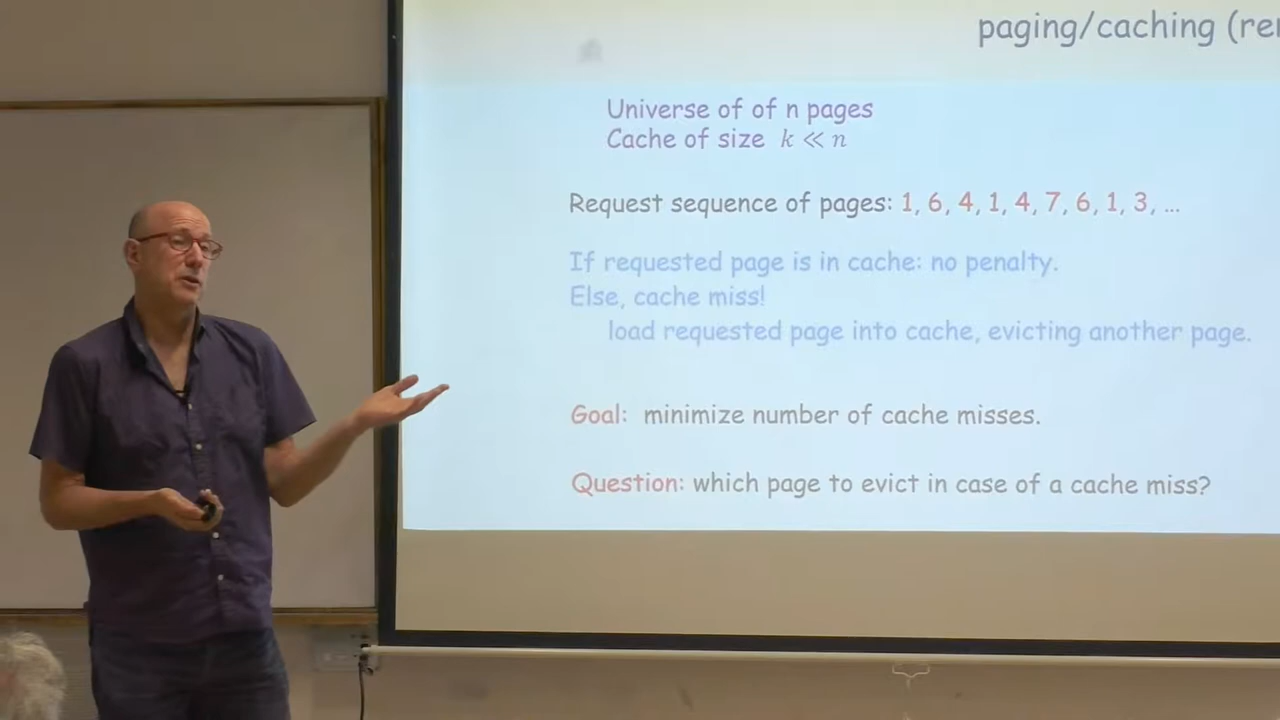 paging/caching
Universe of of n pages
Cache of size k ≪ n
Request sequence of pages: 1, 6, 4, 1, 4, 7, 6, 1, 3, ...
If requested page is in cache: no penalty.
Else, cache miss!
load requested page into cache, evicting another page.
Goal: minimize number of cache misses.
Question: which page to evict in case of a cache miss?